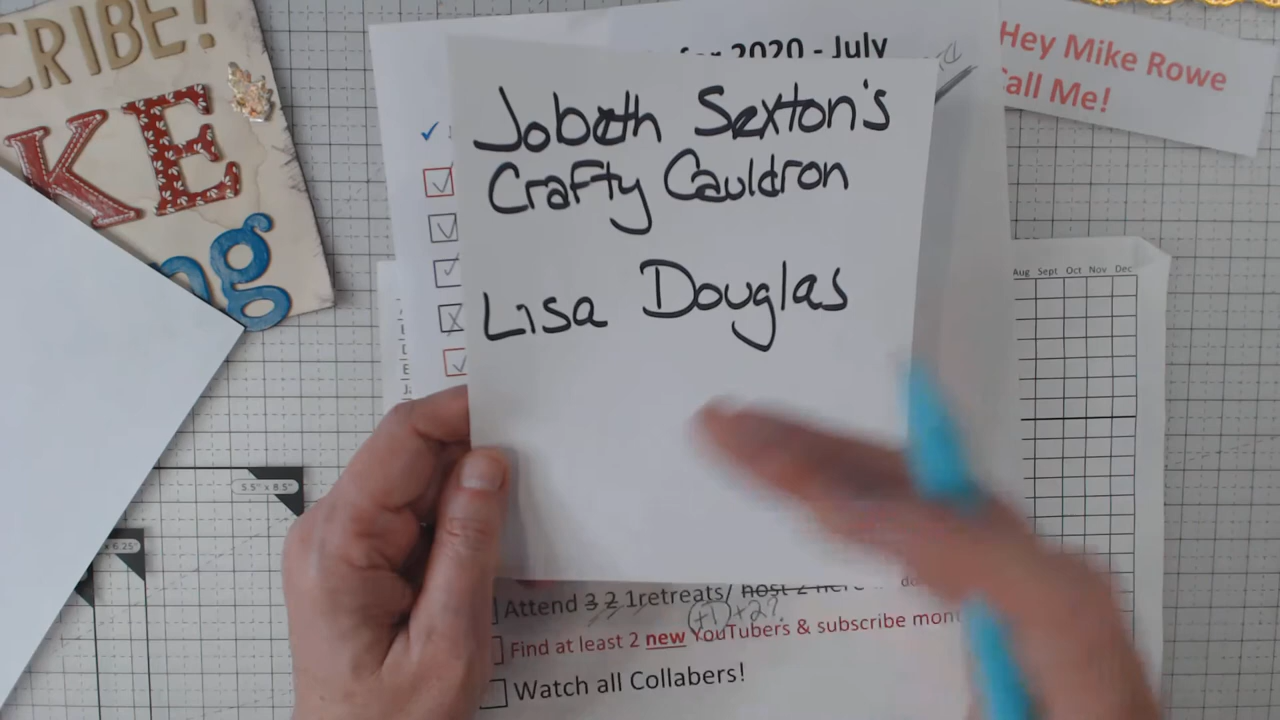 CRIBE!
KE
ng
for 2020 - July
Hey Mike Rowe
Call Me!
Jobeth Sexton's
Crafty Cauldron
Lisa Douglas
Aug Sept Oct Nov Dec
5.5" x 8.5"
x 6.25"
Attend 3 2 1retreats/ host 2 here
(+1) +2?
Find at least 2 new YouTubers & subscribe mon
Watch all Collabers!